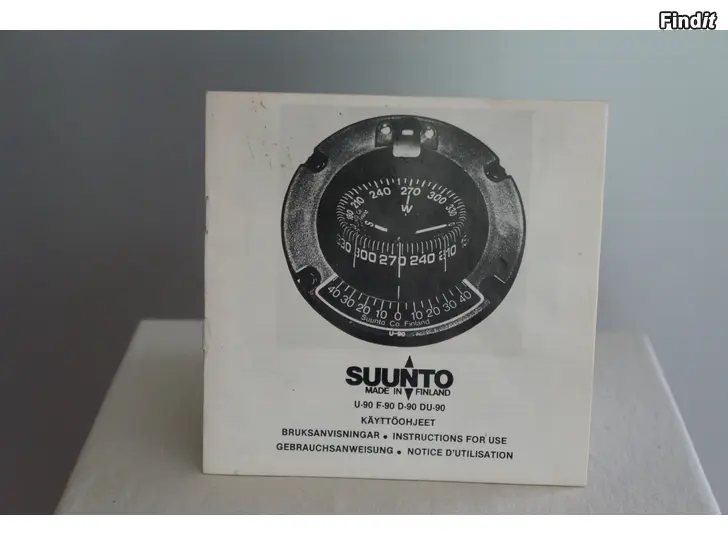 Findit
240 270 300 330
W
S
330 300 270 240 210
40 30 20 10 0 10 20 30 40
Suunto Co. Finland
U-90
SUUNTO
MADE IN FINLAND
U-90 F-90 D-90 DU-90
KÄYTTÖOHJEET
BRUKSANVISNINGAR • INSTRUCTIONS FOR USE
GEBRAUCHSANWEISUNG • NOTICE D'UTILISATION